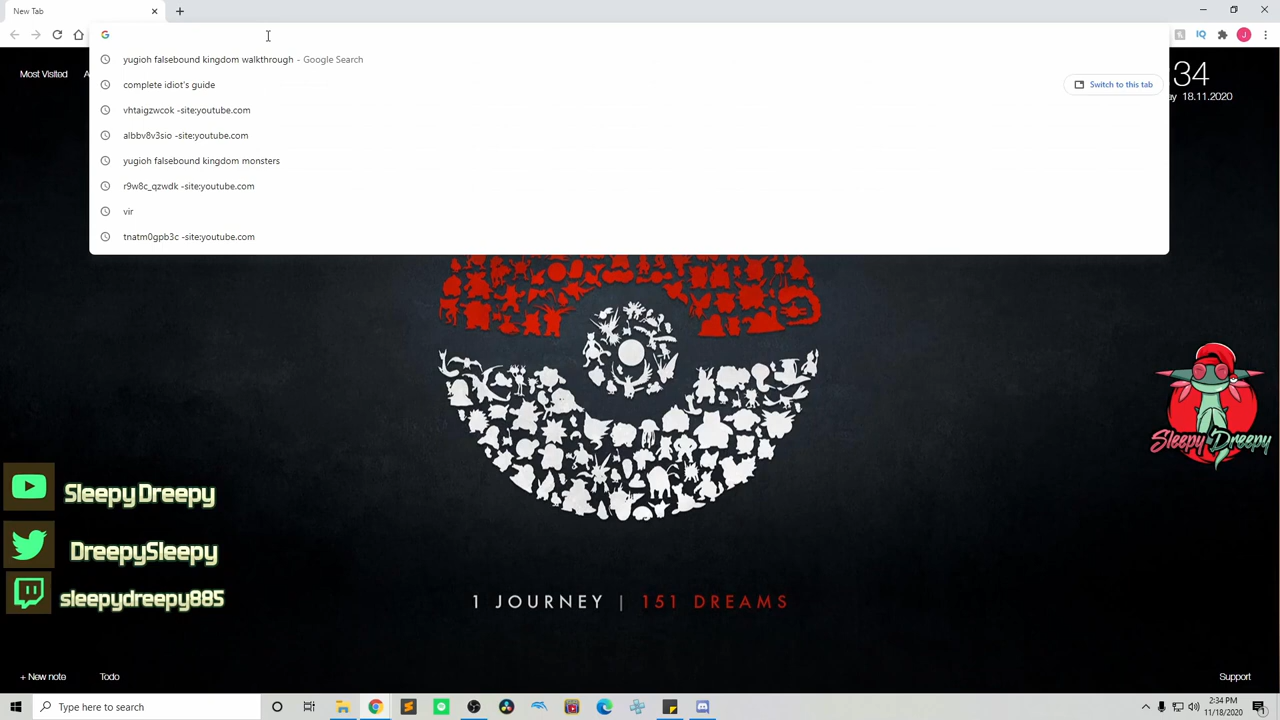 New Tab
IQ
J
yugioh falsebound kingdom walkthrough - Google Search
complete idiot's guide
Switch to this tab
vhtaigzwcok -site:youtube.com
albbv8v3sio -site:youtube.com
yugioh falsebound kingdom monsters
r9w8c_qzwdk -site:youtube.com
vir
tnatm0gpb3c -site:youtube.com
Most Visited
34
18.11.2020
Sleepy Dreepy
Sleepy Dreepy
DreepySleepy
sleepydreepy885
1 JOURNEY | 151 DREAMS
+ New note
Todo
Support
Type here to search
2:34 PM
11/18/2020
1